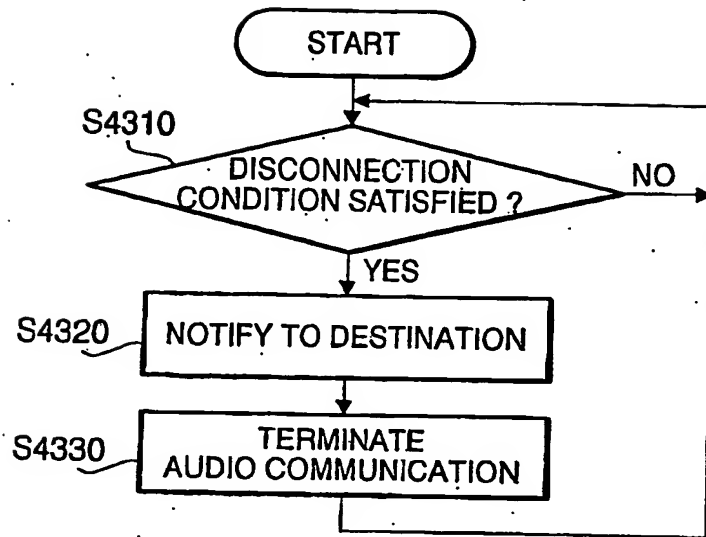 START
S4310
DISCONNECTION
CONDITION SATISFIED ?
NO
YES
S4320
NOTIFY TO DESTINATION
S4330
TERMINATE
AUDIO COMMUNICATION